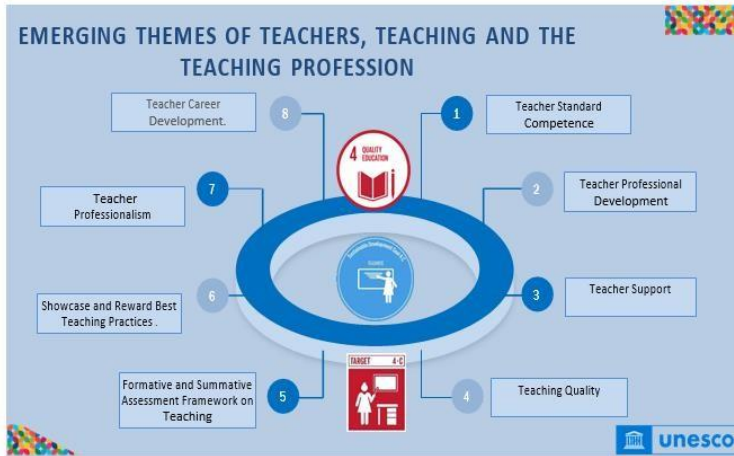 EMERGING THEMES OF TEACHERS, TEACHING AND THE
TEACHING PROFESSION
Teacher Career
Development.
8
1
Teacher Standard
Competence
4 QUALITY
EDUCATION
7
Teacher
Professionalism
2
Teacher Professional
Development
6
Showcase and Reward Best
Teaching Practices .
3
Teacher Support
TARGET 4·C
5
Formative and Summative
Assessment Framework on
Teaching
4
Teaching Quality
unesco